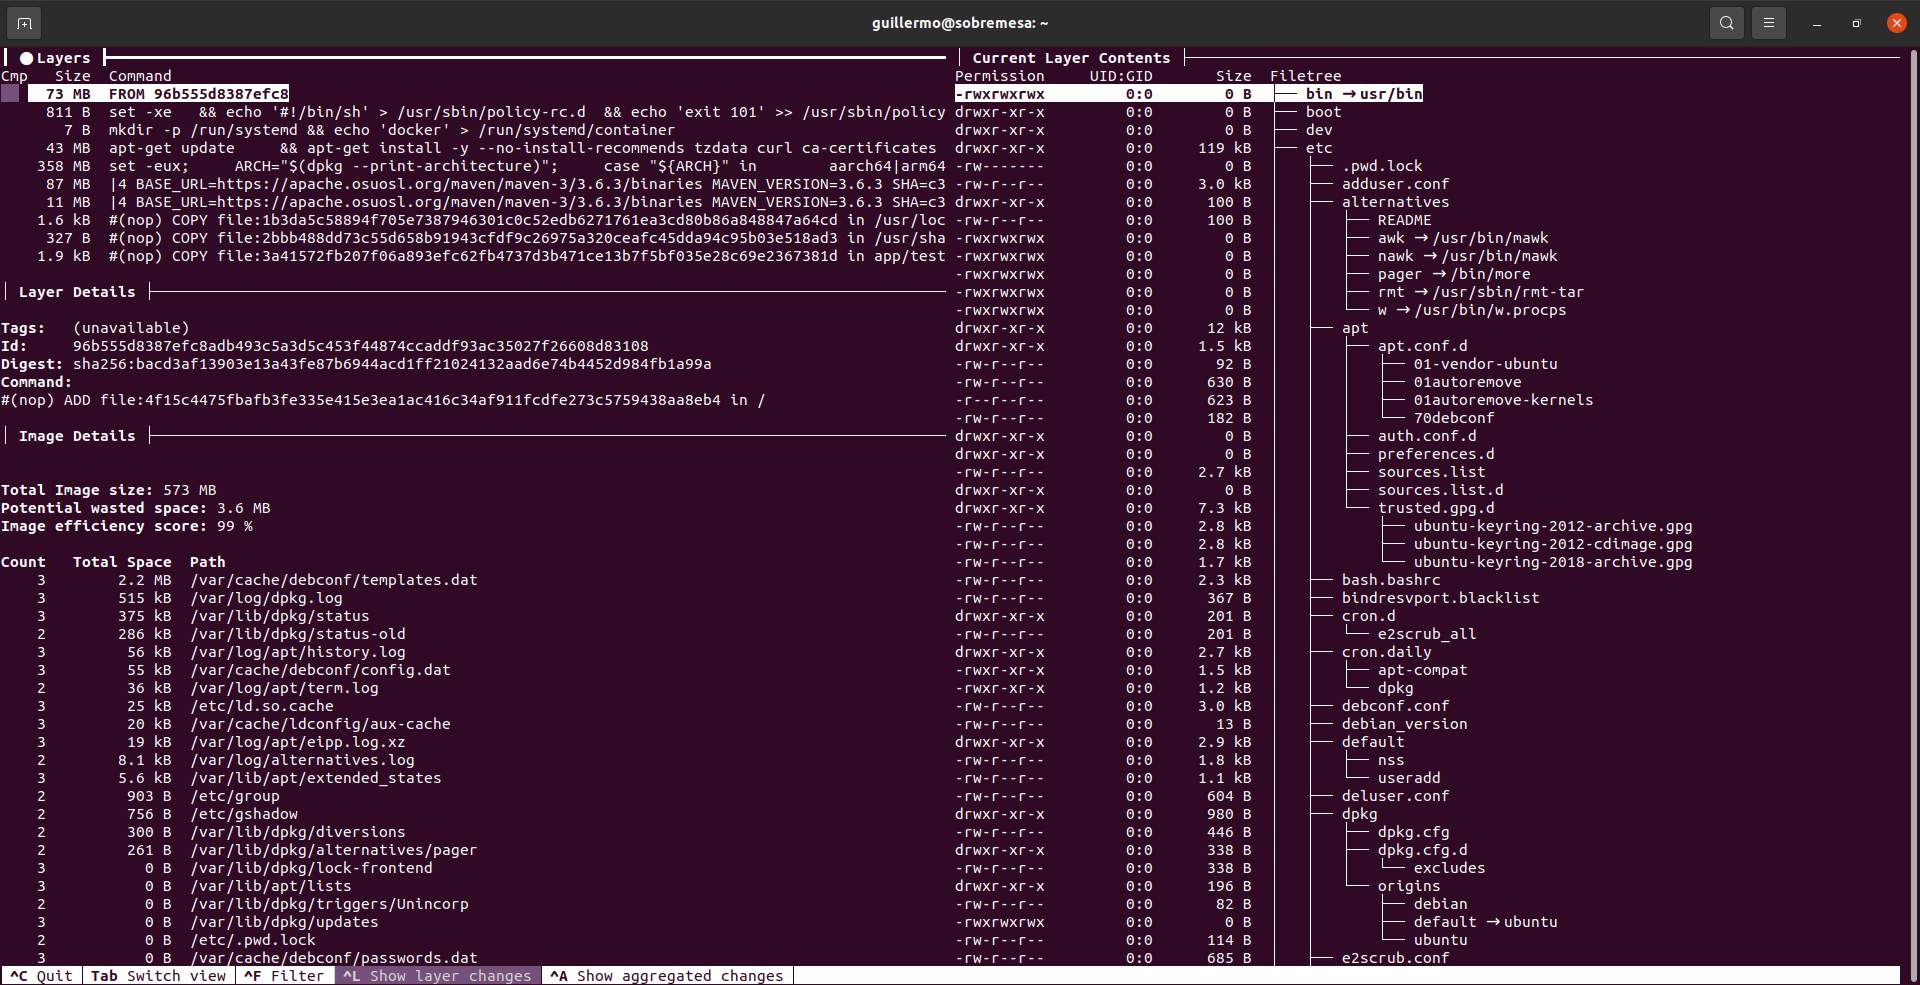 guillermo@sobremesa: ~
Layers
Cmp Size Command
73 MB FROM 96b555d8387efc8
811 B set -xe && echo '#!/bin/sh' > /usr/sbin/policy-rc.d && echo 'exit 101' >> /usr/sbin/policy
7 B mkdir -p /run/systemd && echo 'docker' > /run/systemd/container
43 MB apt-get update && apt-get install -y --no-install-recommends tzdata curl ca-certificates
358 MB set -eux; ARCH="$(dpkg --print-architecture)"; case "${ARCH}" in aarch64|arm64
87 MB |4 BASE_URL=https://apache.osuosl.org/maven/maven-3/3.6.3/binaries MAVEN_VERSION=3.6.3 SHA=c3
11 MB |4 BASE_URL=https://apache.osuosl.org/maven/maven-3/3.6.3/binaries MAVEN_VERSION=3.6.3 SHA=c3
1.6 kB #(nop) COPY file:1b3da5c58894f705e7387946301c0c52edb6271761ea3cd80b86a848847a64cd in /usr/loc
327 B #(nop) COPY file:2bbb488dd73c55d658b91943cfdf9c26975a320ceafc45dda94c95b03e518ad3 in /usr/sha
1.9 kB #(nop) COPY file:3a41572fb207f06a893efc62fb4737d3b471ce13b7f5bf035e28c69e2367381d in app/test
Layer Details
Tags: (unavailable)
Id: 96b555d8387efc8adb493c5a3d5c453f44874ccaddf93ac35027f26608d83108
Digest: sha256:bacd3af13903e13a43fe87b6944acd1ff21024132aad6e74b4452d984fb1a99a
Command:
#(nop) ADD file:4f15c4475fbafb3fe335e415e3ea1ac416c34af911fcdfe273c5759438aa8eb4 in /
Image Details
Total Image size: 573 MB
Potential wasted space: 3.6 MB
Image efficiency score: 99 %
Count Total Space Path
3 2.2 MB /var/cache/debconf/templates.dat
3 515 kB /var/log/dpkg.log
3 375 kB /var/lib/dpkg/status
2 286 kB /var/lib/dpkg/status-old
3 56 kB /var/log/apt/history.log
3 55 kB /var/cache/debconf/config.dat
2 36 kB /var/log/apt/term.log
3 25 kB /etc/ld.so.cache
3 20 kB /var/cache/ldconfig/aux-cache
3 19 kB /var/log/apt/eipp.log.xz
2 8.1 kB /var/log/alternatives.log
3 5.6 kB /var/lib/apt/extended_states
2 903 B /etc/group
2 756 B /etc/gshadow
2 300 B /var/lib/dpkg/diversions
2 261 B /var/lib/dpkg/alternatives/pager
3 0 B /var/lib/dpkg/lock-frontend
3 0 B /var/lib/apt/lists
2 0 B /var/lib/dpkg/triggers/Unincorp
3 0 B /var/lib/dpkg/updates
2 0 B /etc/.pwd.lock
3 0 B /var/cache/debconf/passwords.dat
Current Layer Contents
Permission UID:GID Size Filetree
-rwxrwxrwx 0:0 0 B bin → usr/bin
drwxr-xr-x 0:0 0 B boot
drwxr-xr-x 0:0 0 B dev
drwxr-xr-x 0:0 119 kB etc
-rw------- 0:0 0 B .pwd.lock
-rw-r--r-- 0:0 3.0 kB adduser.conf
drwxr-xr-x 0:0 100 B alternatives
-rw-r--r-- 0:0 100 B README
-rwxrwxrwx 0:0 0 B awk → /usr/bin/mawk
-rwxrwxrwx 0:0 0 B nawk → /usr/bin/mawk
-rwxrwxrwx 0:0 0 B pager → /bin/more
-rwxrwxrwx 0:0 0 B rmt → /usr/sbin/rmt-tar
-rwxrwxrwx 0:0 0 B w → /usr/bin/w.procps
drwxr-xr-x 0:0 12 kB apt
drwxr-xr-x 0:0 1.5 kB apt.conf.d
-rw-r--r-- 0:0 92 B 01-vendor-ubuntu
-rw-r--r-- 0:0 630 B 01autoremove
-r--r--r-- 0:0 623 B 01autoremove-kernels
-rw-r--r-- 0:0 182 B 70debconf
drwxr-xr-x 0:0 0 B auth.conf.d
drwxr-xr-x 0:0 0 B preferences.d
-rw-r--r-- 0:0 2.7 kB sources.list
drwxr-xr-x 0:0 0 B sources.list.d
drwxr-xr-x 0:0 7.3 kB trusted.gpg.d
-rw-r--r-- 0:0 2.8 kB ubuntu-keyring-2012-archive.gpg
-rw-r--r-- 0:0 2.8 kB ubuntu-keyring-2012-cdimage.gpg
-rw-r--r-- 0:0 1.7 kB ubuntu-keyring-2018-archive.gpg
-rw-r--r-- 0:0 2.3 kB bash.bashrc
-rw-r--r-- 0:0 367 B bindresvport.blacklist
drwxr-xr-x 0:0 201 B cron.d
-rw-r--r-- 0:0 201 B e2scrub_all
drwxr-xr-x 0:0 2.7 kB cron.daily
-rwxr-xr-x 0:0 1.5 kB apt-compat
-rwxr-xr-x 0:0 1.2 kB dpkg
-rw-r--r-- 0:0 3.0 kB debconf.conf
-rw-r--r-- 0:0 13 B debian_version
drwxr-xr-x 0:0 2.9 kB default
-rw-r--r-- 0:0 1.8 kB nss
-rw-r--r-- 0:0 1.1 kB useradd
-rw-r--r-- 0:0 604 B deluser.conf
drwxr-xr-x 0:0 980 B dpkg
-rw-r--r-- 0:0 446 B dpkg.cfg
drwxr-xr-x 0:0 338 B dpkg.cfg.d
-rw-r--r-- 0:0 338 B excludes
drwxr-xr-x 0:0 196 B origins
-rw-r--r-- 0:0 82 B debian
-rwxrwxrwx 0:0 0 B default → ubuntu
-rw-r--r-- 0:0 114 B ubuntu
-rw-r--r-- 0:0 685 B e2scrub.conf
^C Quit Tab Switch view ^F Filter ^L Show layer changes ^A Show aggregated changes